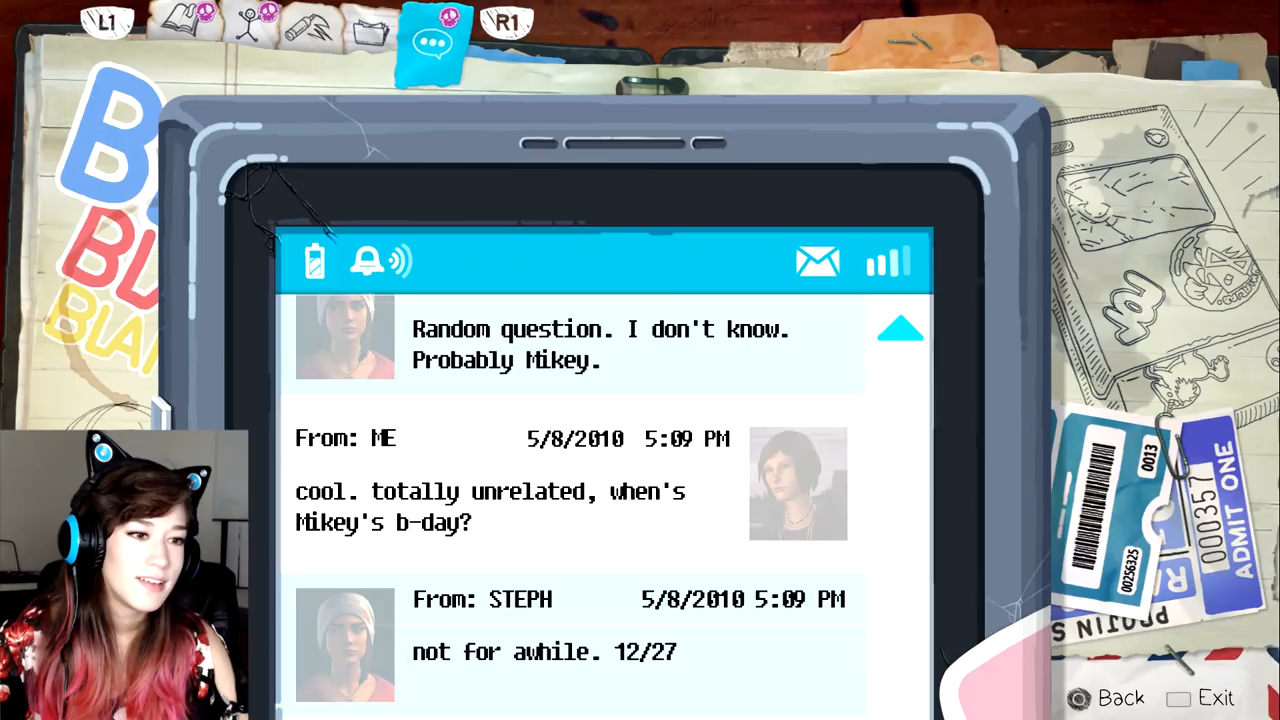 L1
R1
Random question. I don't know.
Probably Mikey.
From: ME 5/8/2010 5:09 PM
cool. totally unrelated, when's
Mikey's b-day?
From: STEPH 5/8/2010 5:09 PM
not for awhile. 12/27
0013
00256325
000357
ADMIT ONE
Back
Exit